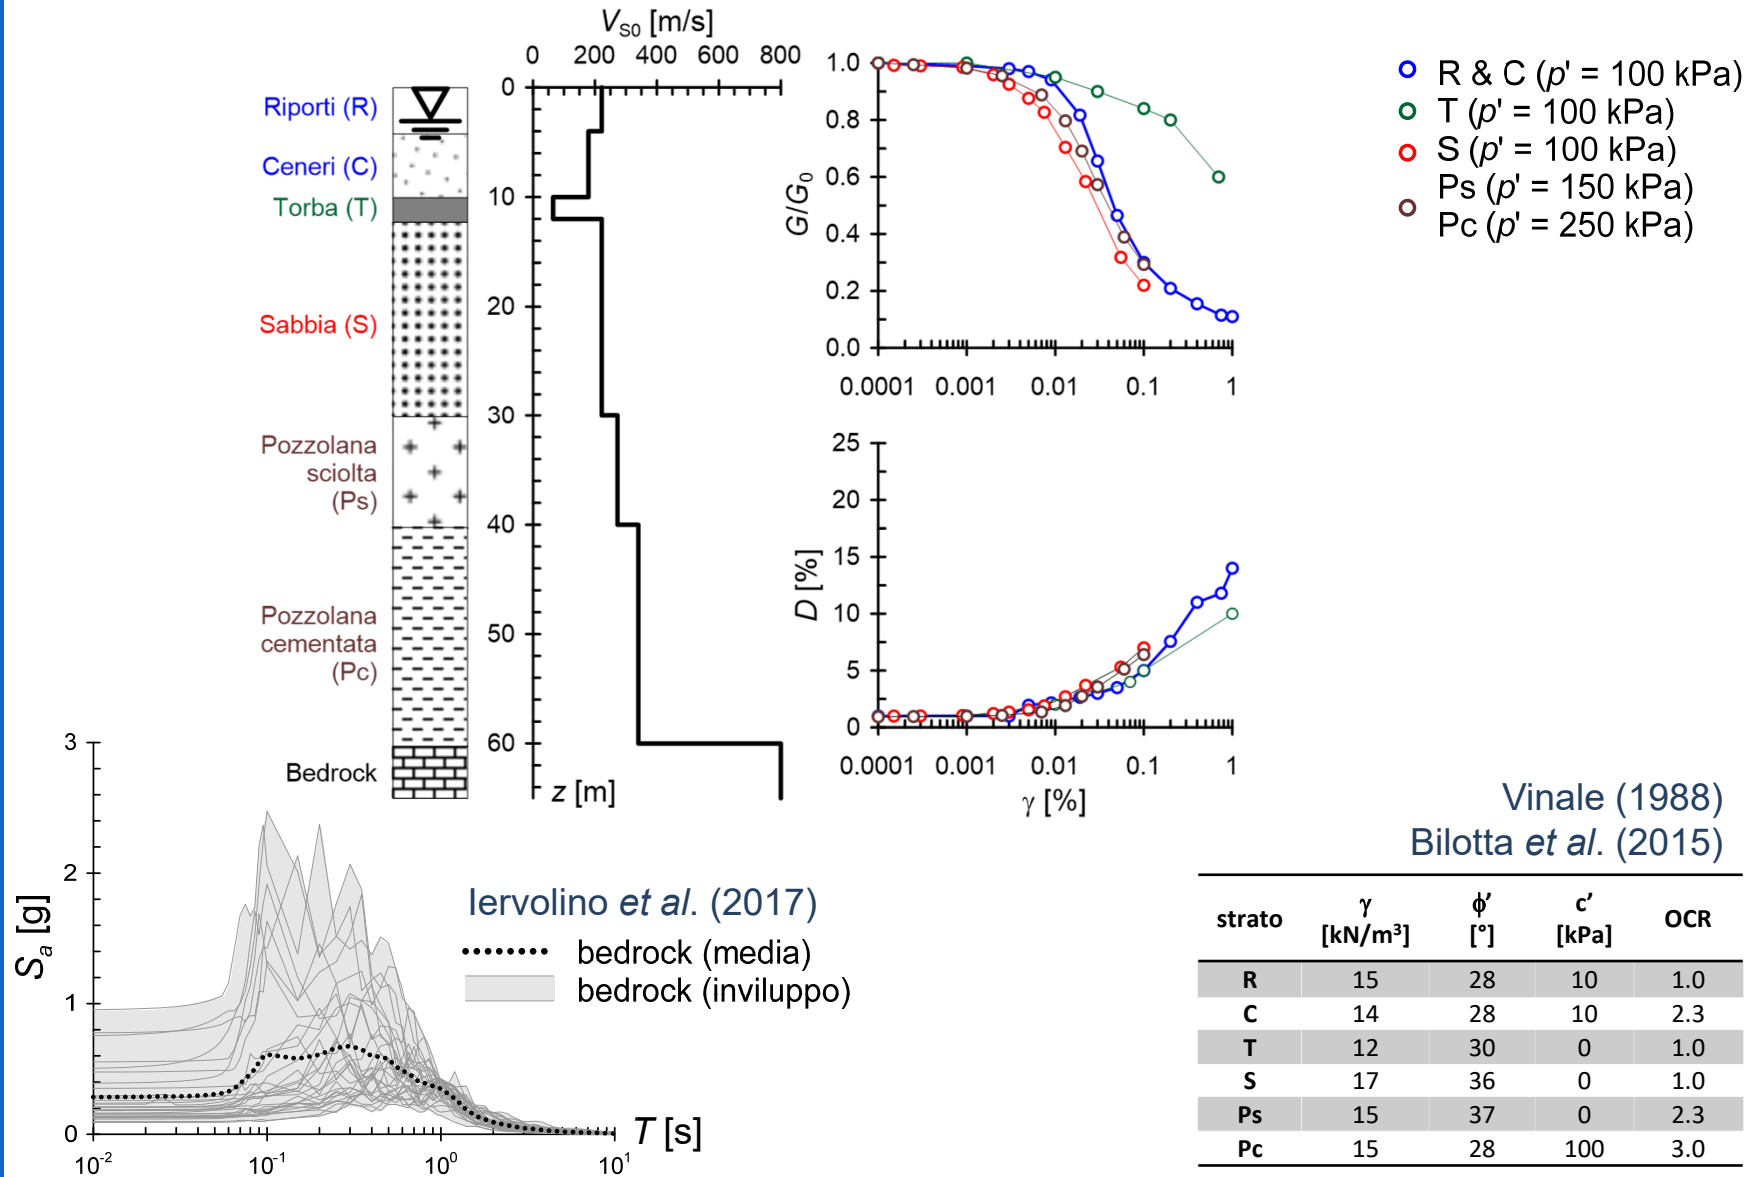 V_S0 [m/s]
0 200 400 600 800
0
10
20
30
40
50
60
z [m]
Riporti (R)
Ceneri (C)
Torba (T)
Sabbia (S)
Pozzolana
sciolta
(Ps)
Pozzolana
cementata
(Pc)
Bedrock
G/G_0
1.0
0.8
0.6
0.4
0.2
0.0
0.0001 0.001 0.01 0.1 1
R & C (p' = 100 kPa)
T (p' = 100 kPa)
S (p' = 100 kPa)
Ps (p' = 150 kPa)
Pc (p' = 250 kPa)
D [%]
25
20
15
10
5
0
0.0001 0.001 0.01 0.1 1
γ [%]
S_a [g]
3
2
1
0
10⁻² 10⁻¹ 10⁰ 10¹
T [s]
Iervolino et al. (2017)
bedrock (media)
bedrock (inviluppo)
Vinale (1988)
Bilotta et al. (2015)
strato γ [kN/m³] ϕ’ [°] c’ [kPa] OCR
R 15 28 10 1.0
C 14 28 10 2.3
T 12 30 0 1.0
S 17 36 0 1.0
Ps 15 37 0 2.3
Pc 15 28 100 3.0